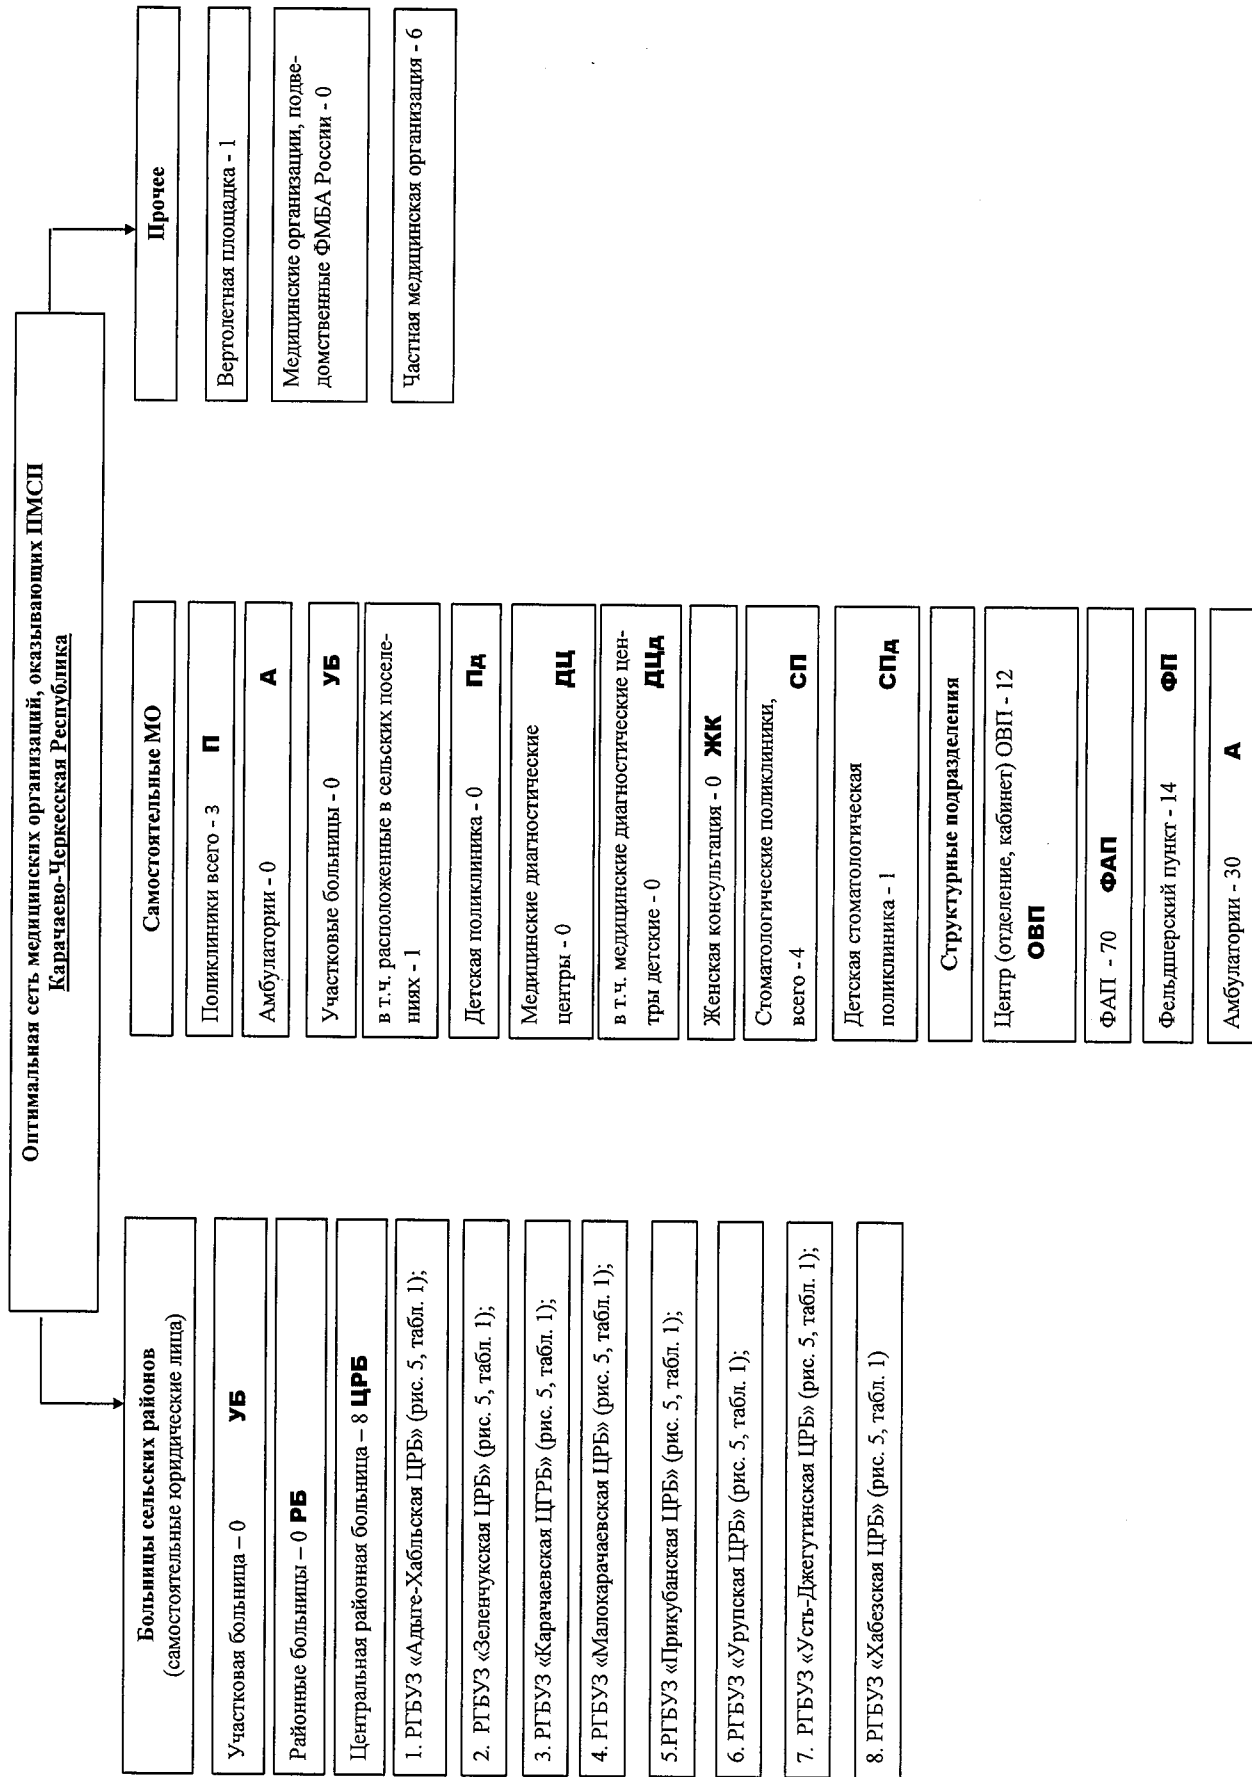 Оптимальная сеть медицинских организаций, оказывающих ПМСП
Карачаево-Черкесская Республика
Больницы сельских районов
(самостоятельные юридические лица)
Участковая больница – 0 УБ
Районные больницы – 0 РБ
Центральная районная больница – 8 ЦРБ
1. РГБУЗ «Адыге-Хабльская ЦРБ» (рис. 5, табл. 1);
2. РГБУЗ «Зеленчукская ЦРБ» (рис. 5, табл. 1);
3. РГБУЗ «Карачаевская ЦГРБ» (рис. 5, табл. 1);
4. РГБУЗ «Малокарачаевская ЦРБ» (рис. 5, табл. 1);
5.РГБУЗ «Прикубанская ЦРБ» (рис. 5, табл. 1);
6. РГБУЗ «Урупская ЦРБ» (рис. 5, табл. 1);
7. РГБУЗ «Усть-Джегутинская ЦРБ» (рис. 5, табл. 1);
8. РГБУЗ «Хабезская ЦРБ» (рис. 5, табл. 1)
Самостоятельные МО
Поликлиники всего - 3 П
Амбулатории - 0 А
Участковые больницы - 0 УБ
в т.ч. расположенные в сельских поселе-
ниях - 1
Детская поликлиника - 0 Пд
Медицинские диагностические
центры - 0 ДЦ
в т.ч. медицинские диагностические цен-
тры детские - 0 ДЦд
Женская консультация - 0 ЖК
Стоматологические поликлиники,
всего - 4 СП
Детская стоматологическая
поликлиника - 1 СПд
Структурные подразделения
Центр (отделение, кабинет) ОВП - 12
ОВП
ФАП - 70 ФАП
Фельдшерский пункт - 14 ФП
Амбулатории - 30 А
Прочее
Вертолетная площадка - 1
Медицинские организации, подве-
домственные ФМБА России - 0
Частная медицинская организация - 6